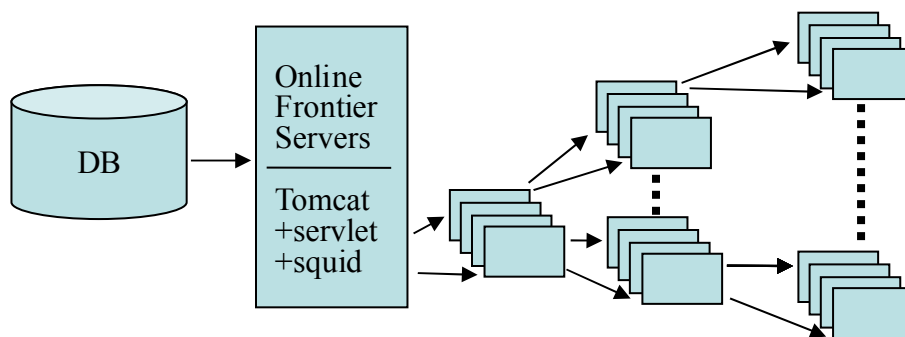 DB
Online
Frontier
Servers
Tomcat
+servlet
+squid